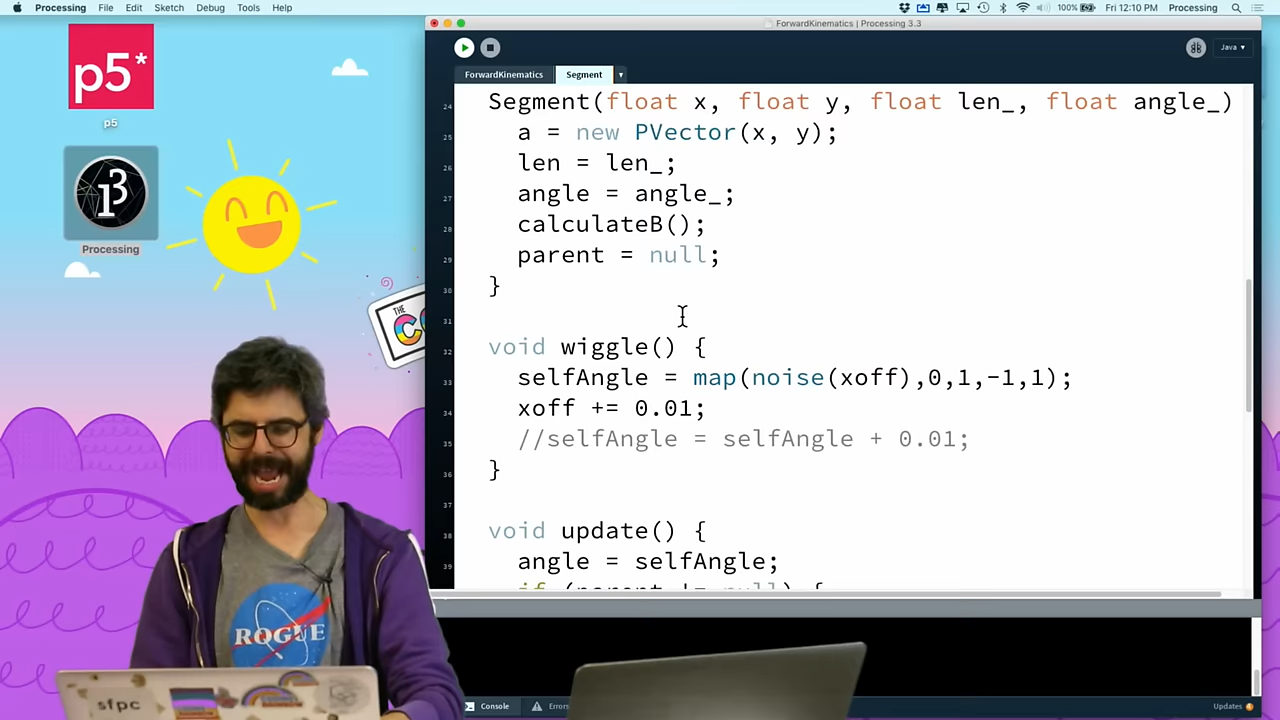 Processing File Edit Sketch Debug Tools Help
100% Fri 12:10 PM Processing
ForwardKinematics | Processing 3.3
Java
ForwardKinematics Segment
p5*
p5
Processing
THE
24 Segment(float x, float y, float len_, float angle_)
25 a = new PVector(x, y);
26 len = len_;
27 angle = angle_;
28 calculateB();
29 parent = null;
30 }
31
32 void wiggle() {
33 selfAngle = map(noise(xoff),0,1,-1,1);
34 xoff += 0.01;
35 //selfAngle = selfAngle + 0.01;
36 }
37
38 void update() {
39 angle = selfAngle;
if (parent != null) {
ROGUE
sfpc
Console Errors Updates